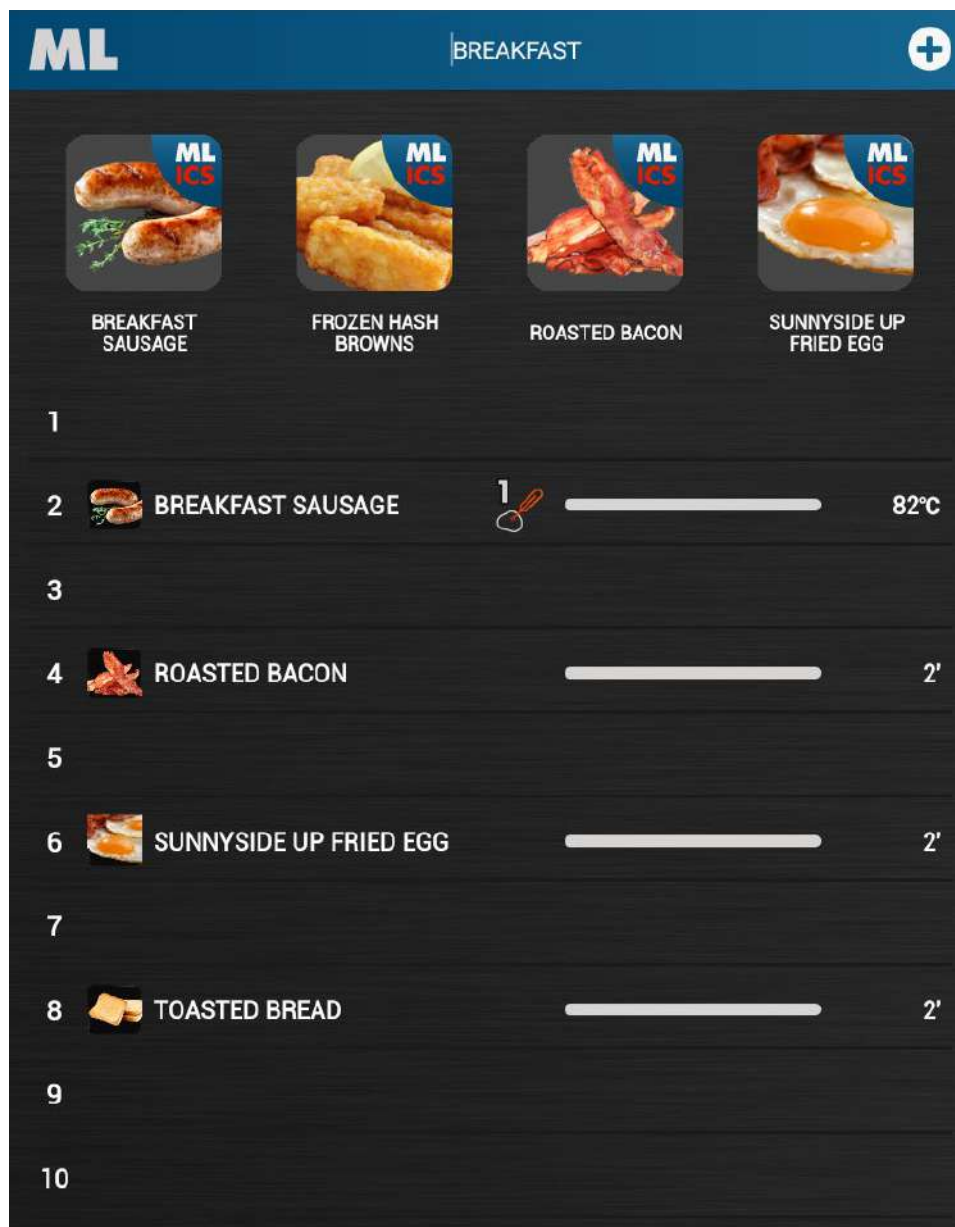 ML
BREAKFAST
ML
ICS
ML
ICS
ML
ICS
ML
ICS
BREAKFAST
SAUSAGE
FROZEN HASH
BROWNS
ROASTED BACON
SUNNYSIDE UP
FRIED EGG
1
2 BREAKFAST SAUSAGE 1 82°C
3
4 ROASTED BACON 2'
5
6 SUNNYSIDE UP FRIED EGG 2'
7
8 TOASTED BREAD 2'
9
10